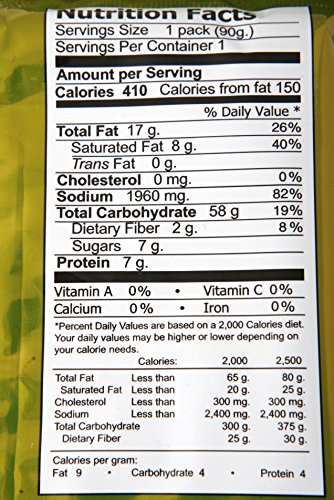 Nutrition Facts
Servings Size 1 pack (90g.)
Servings Per Container 1
Amount per Serving
Calories 410 Calories from fat 150
% Daily Value *
Total Fat 17 g. 26%
Saturated Fat 8 g. 40%
Trans Fat 0 g.
Cholesterol 0 mg. 0%
Sodium 1960 mg. 82%
Total Carbohydrate 58 g 19%
Dietary Fiber 2 g. 8%
Sugars 7 g.
Protein 7 g.
Vitamin A 0% • Vitamin C 0%
Calcium 0% • Iron 0%
*Percent Daily Values are based on a 2,000 Calories diet.
Your daily values may be higher or lower depending on
your calorie needs.
Calories: 2,000 2,500
Total Fat Less than 65 g. 80 g.
Saturated Fat Less than 20 g. 25 g.
Cholesterol Less than 300 mg. 300 mg.
Sodium Less than 2,400 mg. 2,400 mg.
Total Carbohydrate 300 g. 375 g.
Dietary Fiber 25 g. 30 g.
Calories per gram:
Fat 9 • Carbohydrate 4 • Protein 4